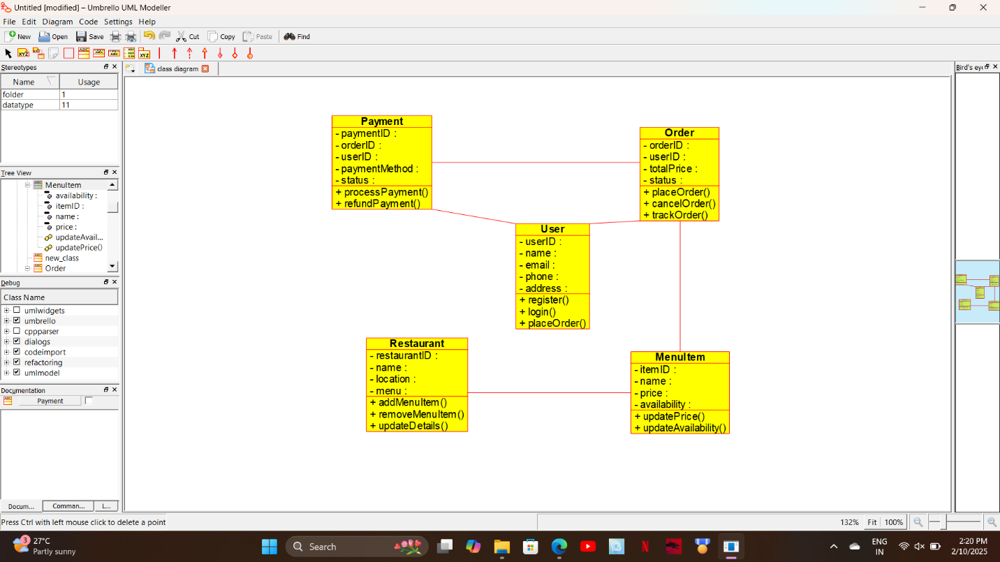 Untitled [modified] – Umbrello UML Modeller
File Edit Diagram Code Settings Help
New Open Save Cut Copy Paste Find
Stereotypes
class diagram
Bird's eye
Name Usage
folder 1
datatype 11
Tree View
MenuItem
availability :
itemID :
name :
price :
updateAvail...
updatePrice()
new_class
Order
Debug
Class Name
umlwidgets
umbrello
cppparser
dialogs
codeimport
refactoring
umlmodel
Documentation
Payment
Docum... Comman... L...
Payment
- paymentID :
- orderID :
- userID :
- paymentMethod :
- status :
+ processPayment()
+ refundPayment()
Order
- orderID :
- userID :
- totalPrice :
- status :
+ placeOrder()
+ cancelOrder()
+ trackOrder()
User
- userID :
- name :
- email :
- phone :
- address :
+ register()
+ login()
+ placeOrder()
Restaurant
- restaurantID :
- name :
- location :
- menu :
+ addMenuItem()
+ removeMenuItem()
+ updateDetails()
MenuItem
- itemID :
- name :
- price :
- availability :
+ updatePrice()
+ updateAvailability()
Press Ctrl with left mouse click to delete a point
132% Fit 100%
3
27°C
Partly sunny
Search
ENG
IN
2:20 PM
2/10/2025